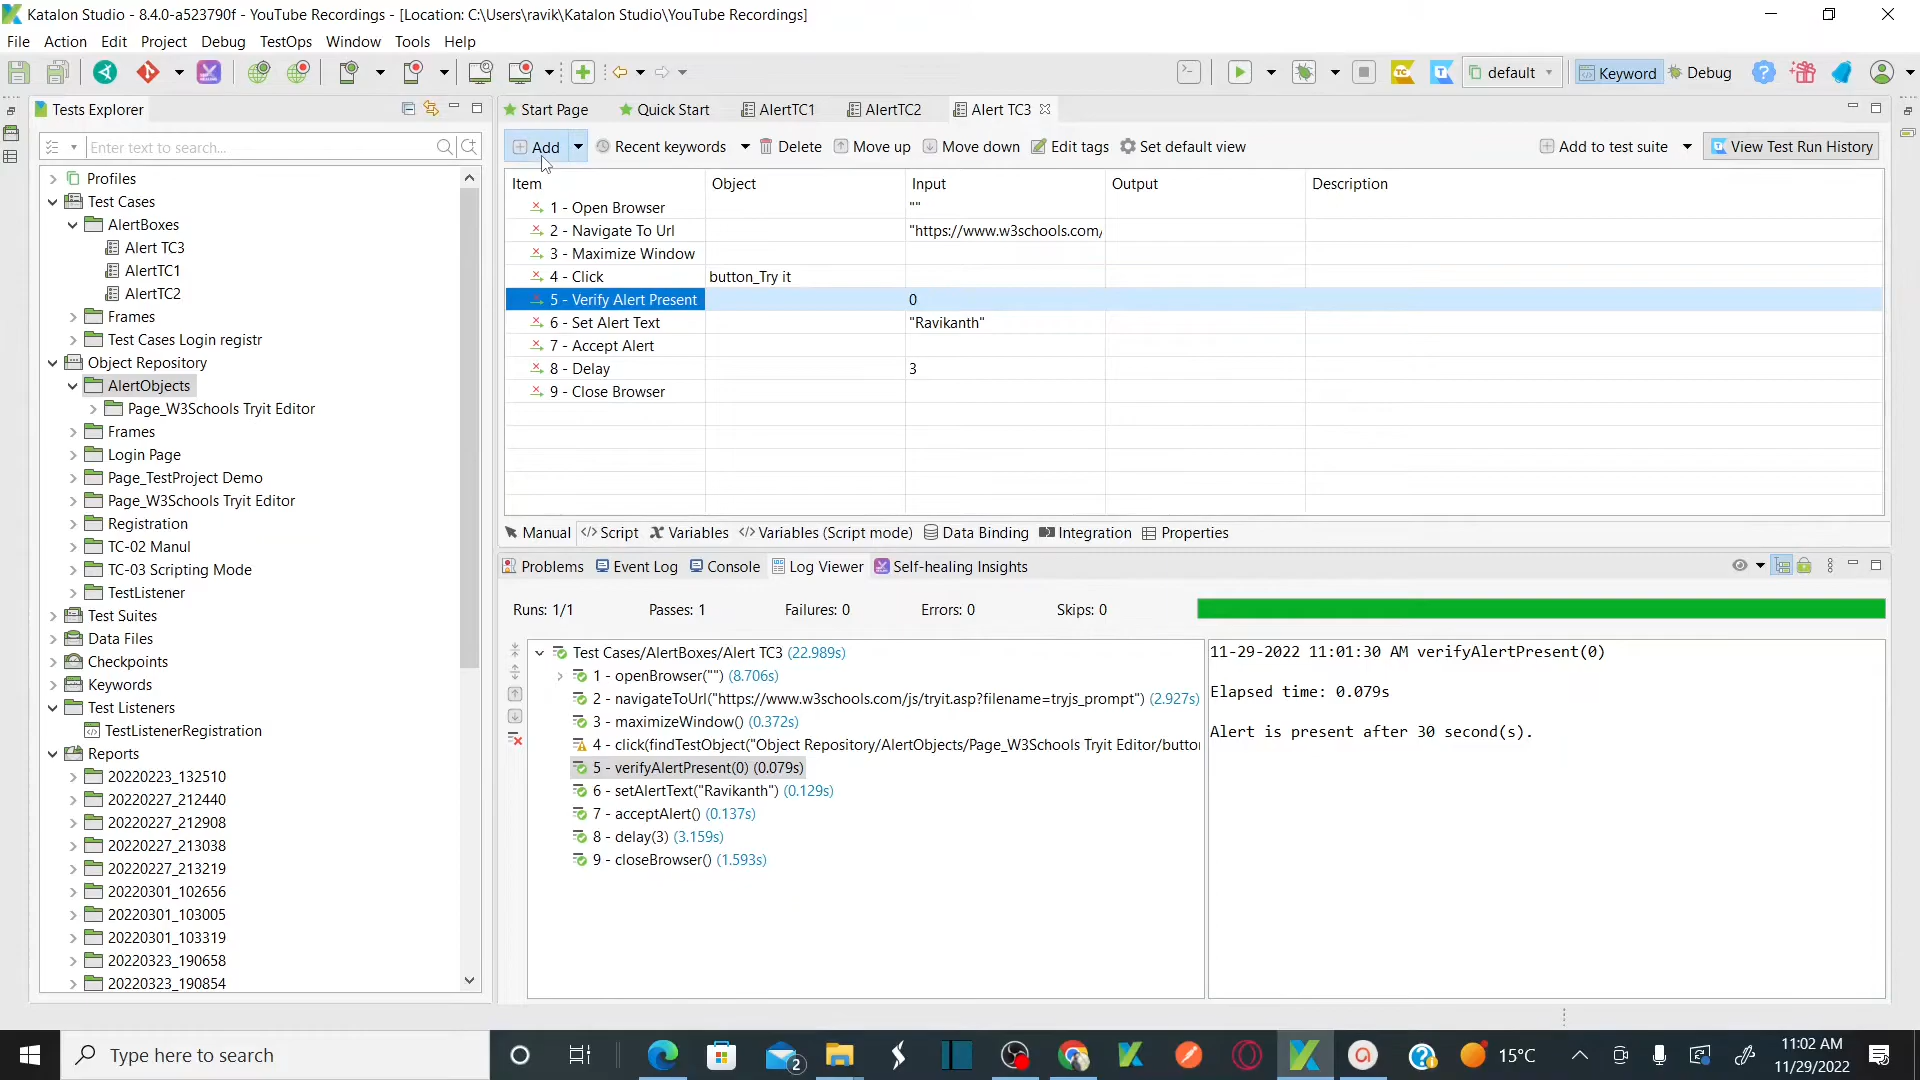 Katalon Studio - 8.4.0-a523790f - YouTube Recordings - [Location: C:\Users\ravik\Katalon Studio\YouTube Recordings]
File Action Edit Project Debug TestOps Window Tools Help
default Keyword Debug
Tests Explorer
Enter text to search...
Profiles
Test Cases
AlertBoxes
Alert TC3
AlertTC1
AlertTC2
Frames
Test Cases Login registr
Object Repository
AlertObjects
Page_W3Schools Tryit Editor
Frames
Login Page
Page_TestProject Demo
Page_W3Schools Tryit Editor
Registration
TC-02 Manul
TC-03 Scripting Mode
TestListener
Test Suites
Data Files
Checkpoints
Keywords
Test Listeners
TestListenerRegistration
Reports
20220223_132510
20220227_212440
20220227_212908
20220227_213038
20220227_213219
20220301_102656
20220301_103005
20220301_103319
20220323_190658
20220323_190854
Start Page Quick Start AlertTC1 AlertTC2 Alert TC3
Add Recent keywords Delete Move up Move down Edit tags Set default view Add to test suite View Test Run History
Item Object Input Output Description
1 - Open Browser ""
2 - Navigate To Url "https://www.w3schools.com/
3 - Maximize Window
4 - Click button_Try it
5 - Verify Alert Present 0
6 - Set Alert Text "Ravikanth"
7 - Accept Alert
8 - Delay 3
9 - Close Browser
Manual Script Variables Variables (Script mode) Data Binding Integration Properties
Problems Event Log Console Log Viewer Self-healing Insights
Runs: 1/1 Passes: 1 Failures: 0 Errors: 0 Skips: 0
Test Cases/AlertBoxes/Alert TC3 (22.989s)
1 - openBrowser("") (8.706s)
2 - navigateToUrl("https://www.w3schools.com/js/tryit.asp?filename=tryjs_prompt") (2.927s)
3 - maximizeWindow() (0.372s)
4 - click(findTestObject("Object Repository/AlertObjects/Page_W3Schools Tryit Editor/butto
5 - verifyAlertPresent(0) (0.079s)
6 - setAlertText("Ravikanth") (0.129s)
7 - acceptAlert() (0.137s)
8 - delay(3) (3.159s)
9 - closeBrowser() (1.593s)
11-29-2022 11:01:30 AM verifyAlertPresent(0)
Elapsed time: 0.079s
Alert is present after 30 second(s).
Type here to search
2
15°C
11:02 AM
11/29/2022